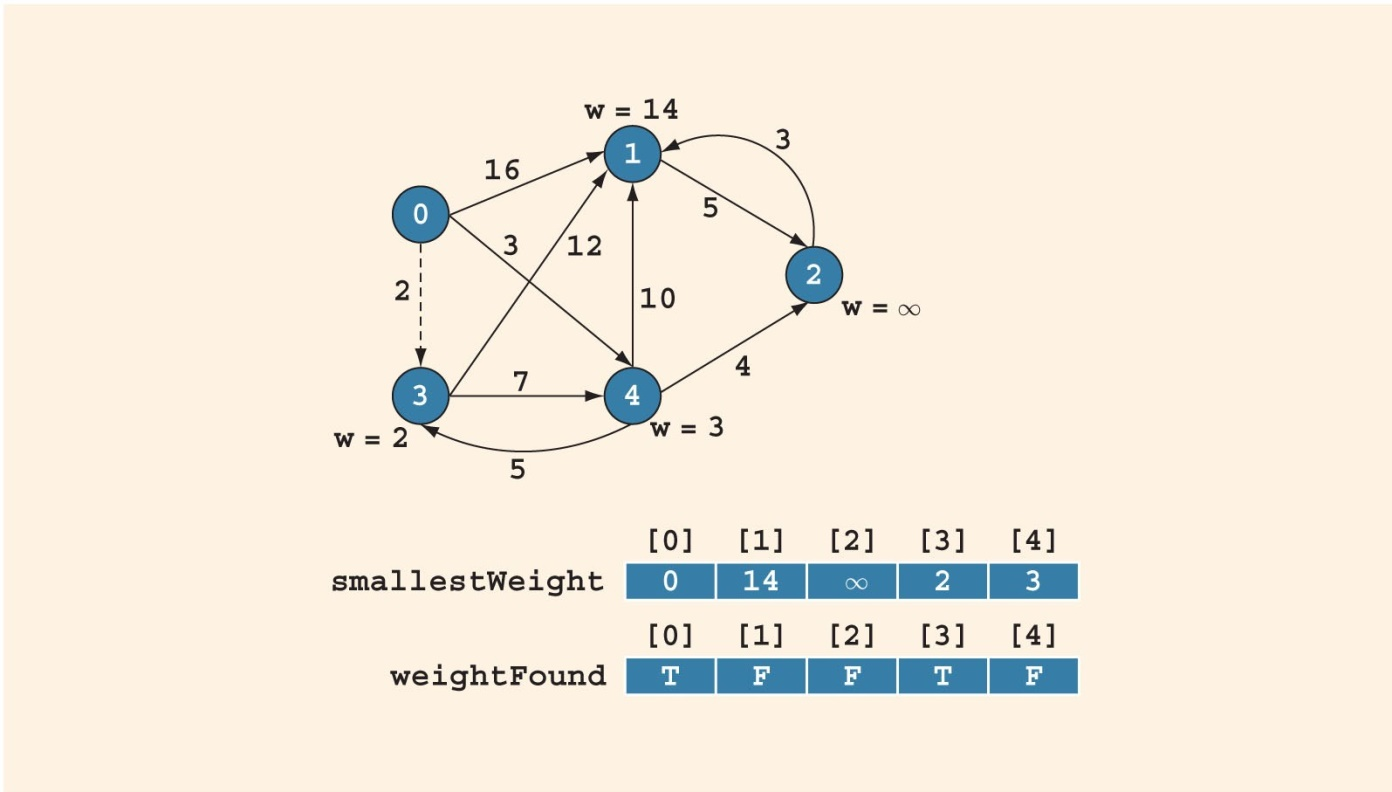 w = 14
1
3
16
0
5
3
12
2
2
10
w = ∞
4
7
3
4
w = 2
w = 3
5
[0] [1] [2] [3] [4]
smallestWeight 0 14 ∞ 2 3
[0] [1] [2] [3] [4]
weightFound T F F T F